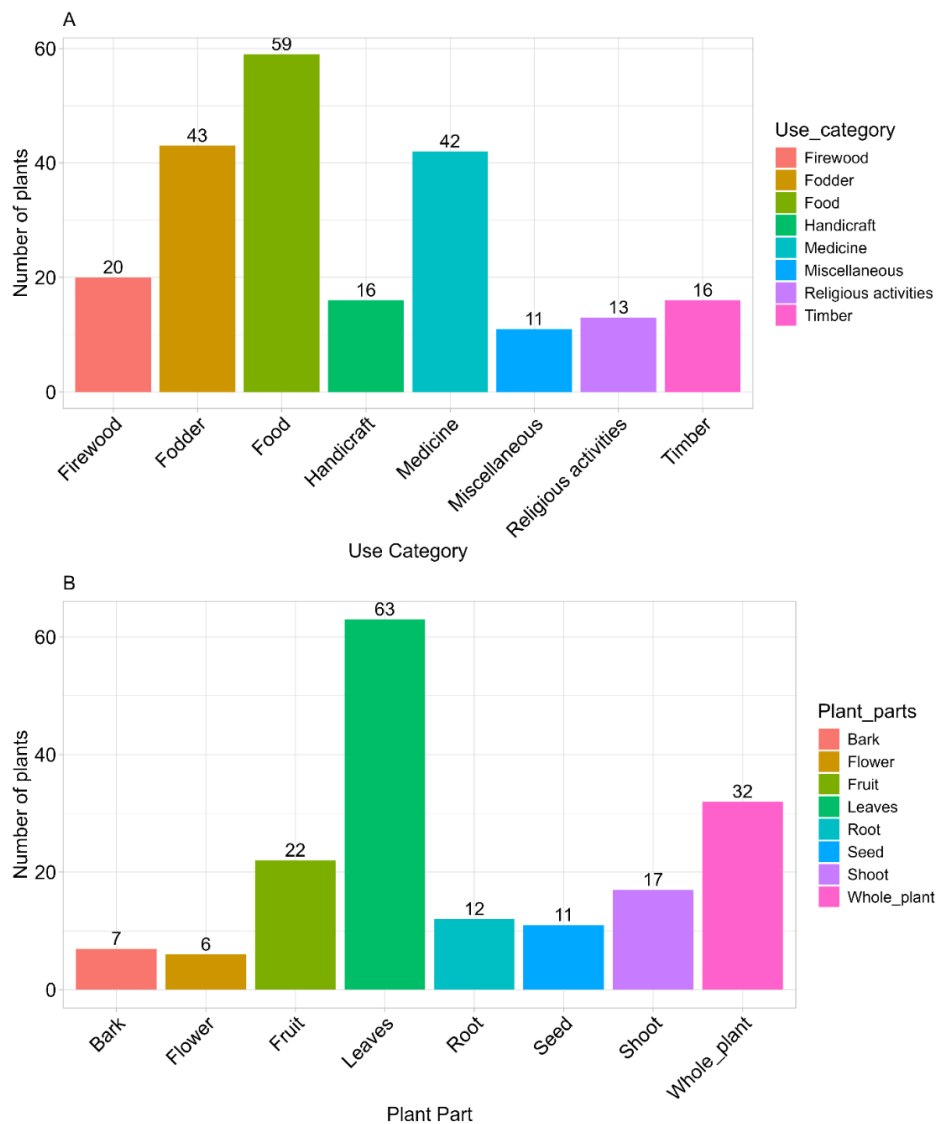 A
60
40
20
0
Number of plants
20
43
59
16
42
11
13
16
Firewood
Fodder
Food
Handicraft
Medicine
Miscellaneous
Religious activities
Timber
Use Category
Use_category
Firewood
Fodder
Food
Handicraft
Medicine
Miscellaneous
Religious activities
Timber
B
60
40
20
0
Number of plants
7
6
22
63
12
11
17
32
Bark
Flower
Fruit
Leaves
Root
Seed
Shoot
Whole_plant
Plant Part
Plant_parts
Bark
Flower
Fruit
Leaves
Root
Seed
Shoot
Whole_plant